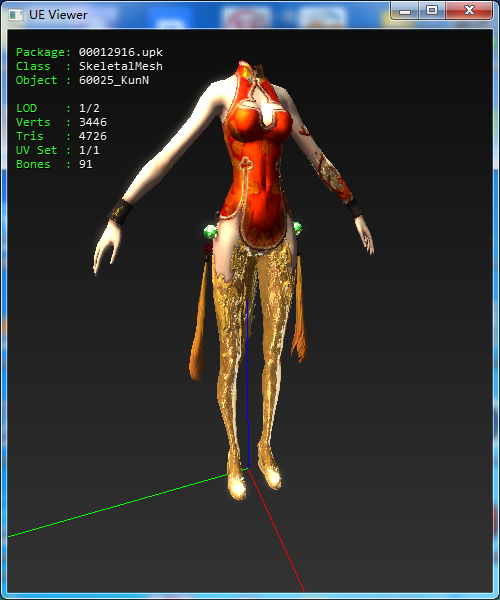 UE Viewer
Package: 00012916.upk
Class : SkeletalMesh
Object : 60025_KunN
LOD : 1/2
Verts : 3446
Tris : 4726
UV Set : 1/1
Bones : 91